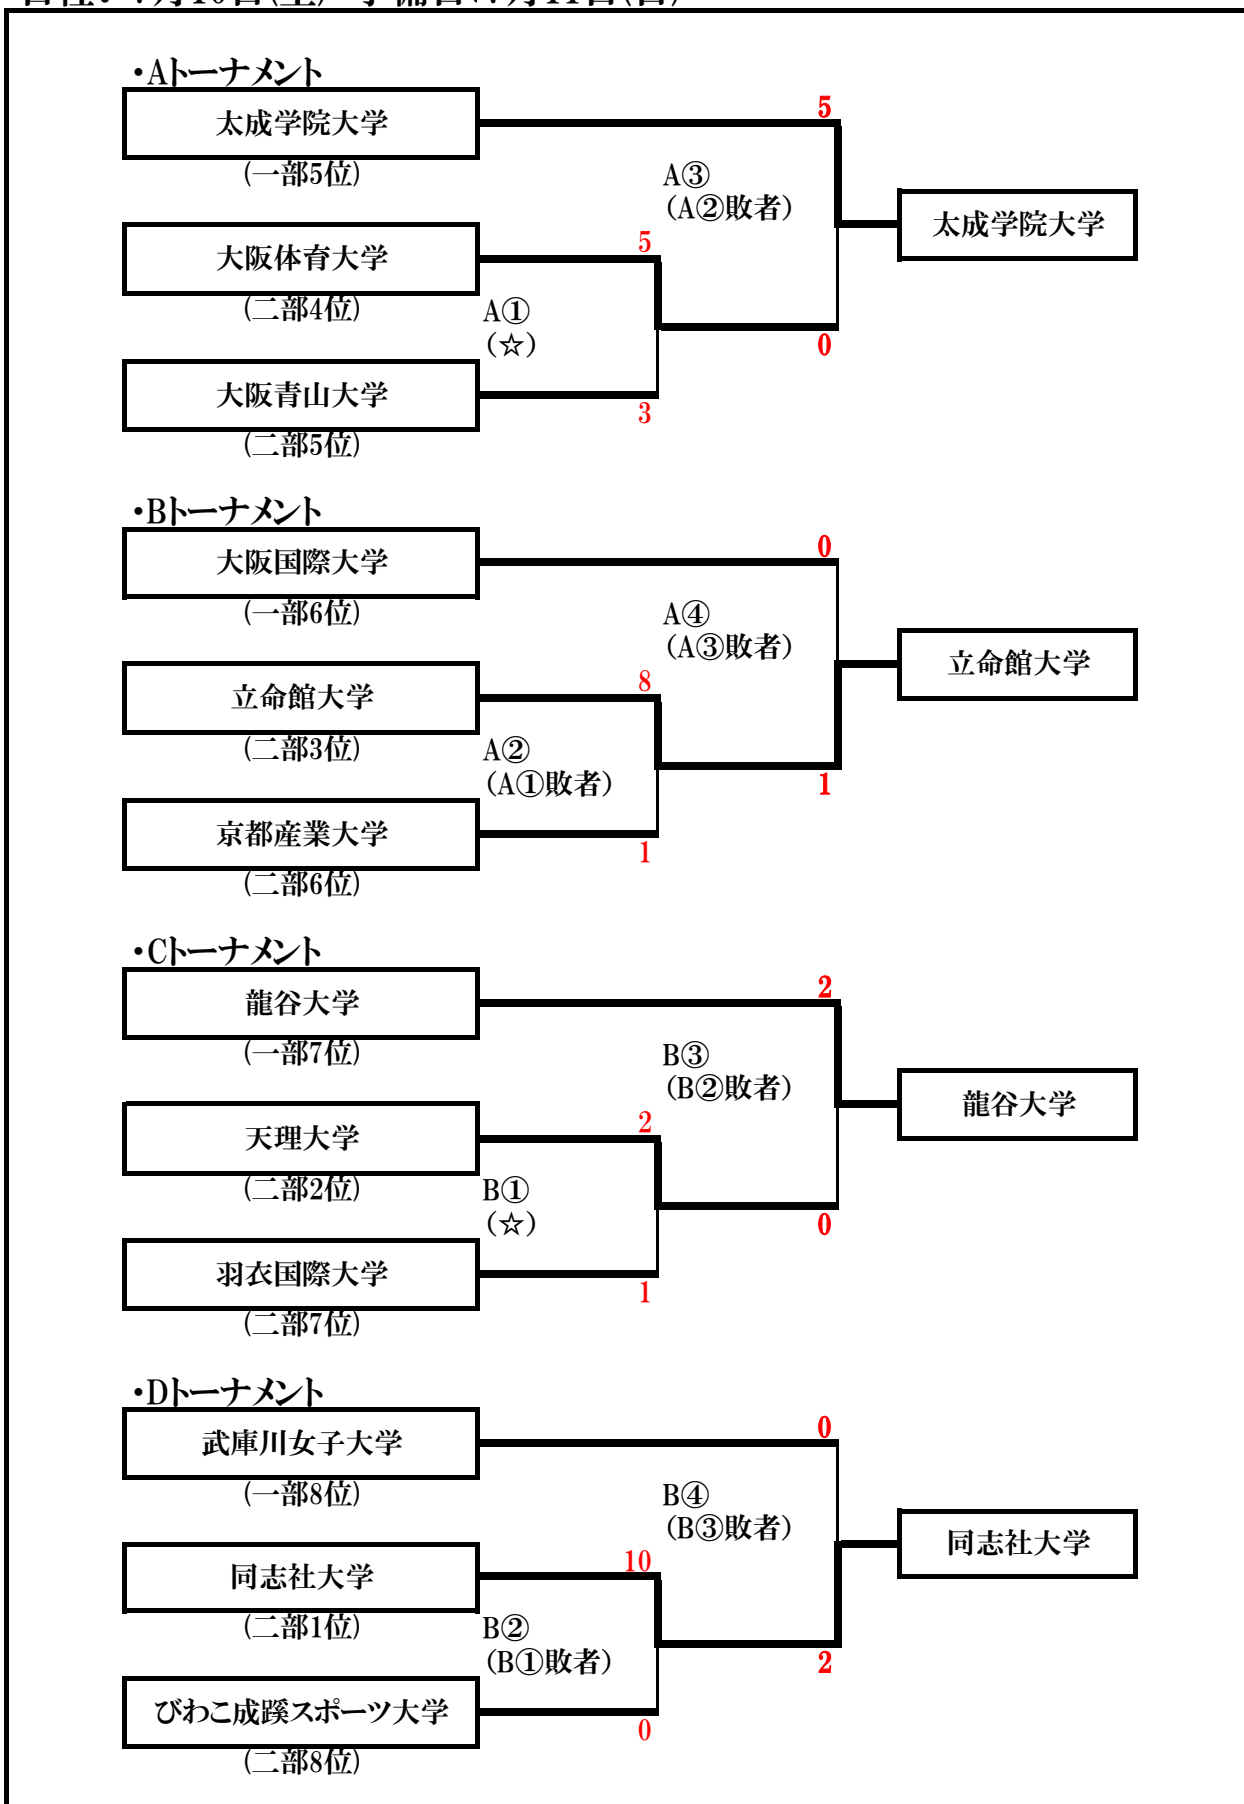 ・Aトーナメント
太成学院大学
(一部5位)
5
A③
(A②敗者)
太成学院大学
大阪体育大学
(二部4位)
5
A①
(☆)
0
大阪青山大学
(二部5位)
3
・Bトーナメント
大阪国際大学
(一部6位)
0
A④
(A③敗者)
立命館大学
立命館大学
(二部3位)
8
A②
(A①敗者)
1
京都産業大学
(二部6位)
1
・Cトーナメント
龍谷大学
(一部7位)
2
B③
(B②敗者)
龍谷大学
天理大学
(二部2位)
2
B①
(☆)
0
羽衣国際大学
(二部7位)
1
・Dトーナメント
武庫川女子大学
(一部8位)
0
B④
(B③敗者)
同志社大学
同志社大学
(二部1位)
10
B②
(B①敗者)
2
びわこ成蹊スポーツ大学
(二部8位)
0